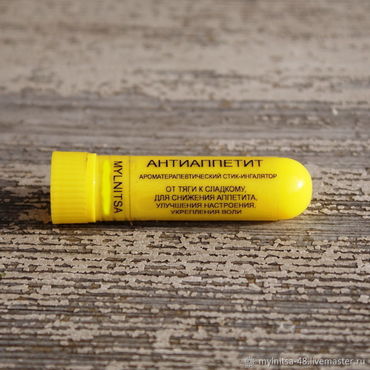 MYLNITSA
АНТИАППЕТИТ
АРОМАТЕРАПЕВТИЧЕСКИЙ СТИК-ИНГАЛЯТОР
ОТ ТЯГИ К СЛАДКОМУ,
ДЛЯ СНИЖЕНИЯ АППЕТИТА,
УЛУЧШЕНИЯ НАСТРОЕНИЯ,
УКРЕПЛЕНИЯ ВОЛИ
mylnitsa-48.livemaster.ru